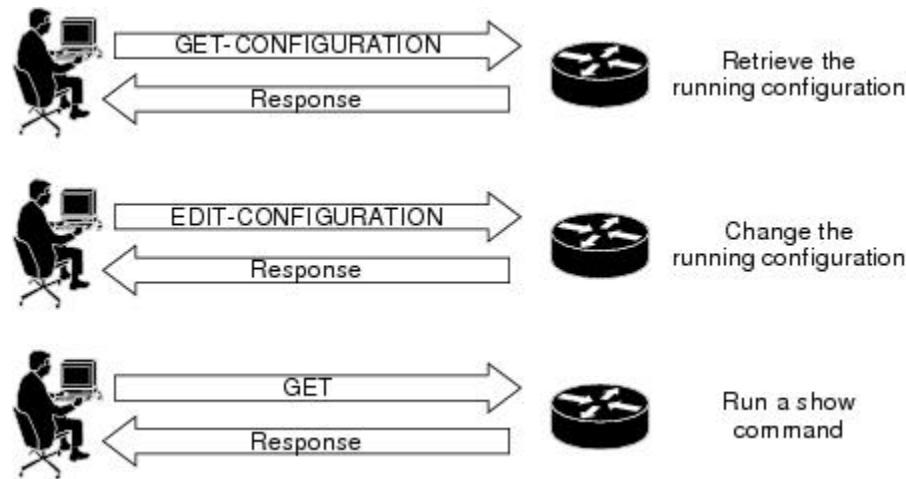 GET-CONFIGURATION
Response
Retrieve the
running configuration
EDIT-CONFIGURATION
Response
Change the
running configuration
GET
Response
Run a show
command